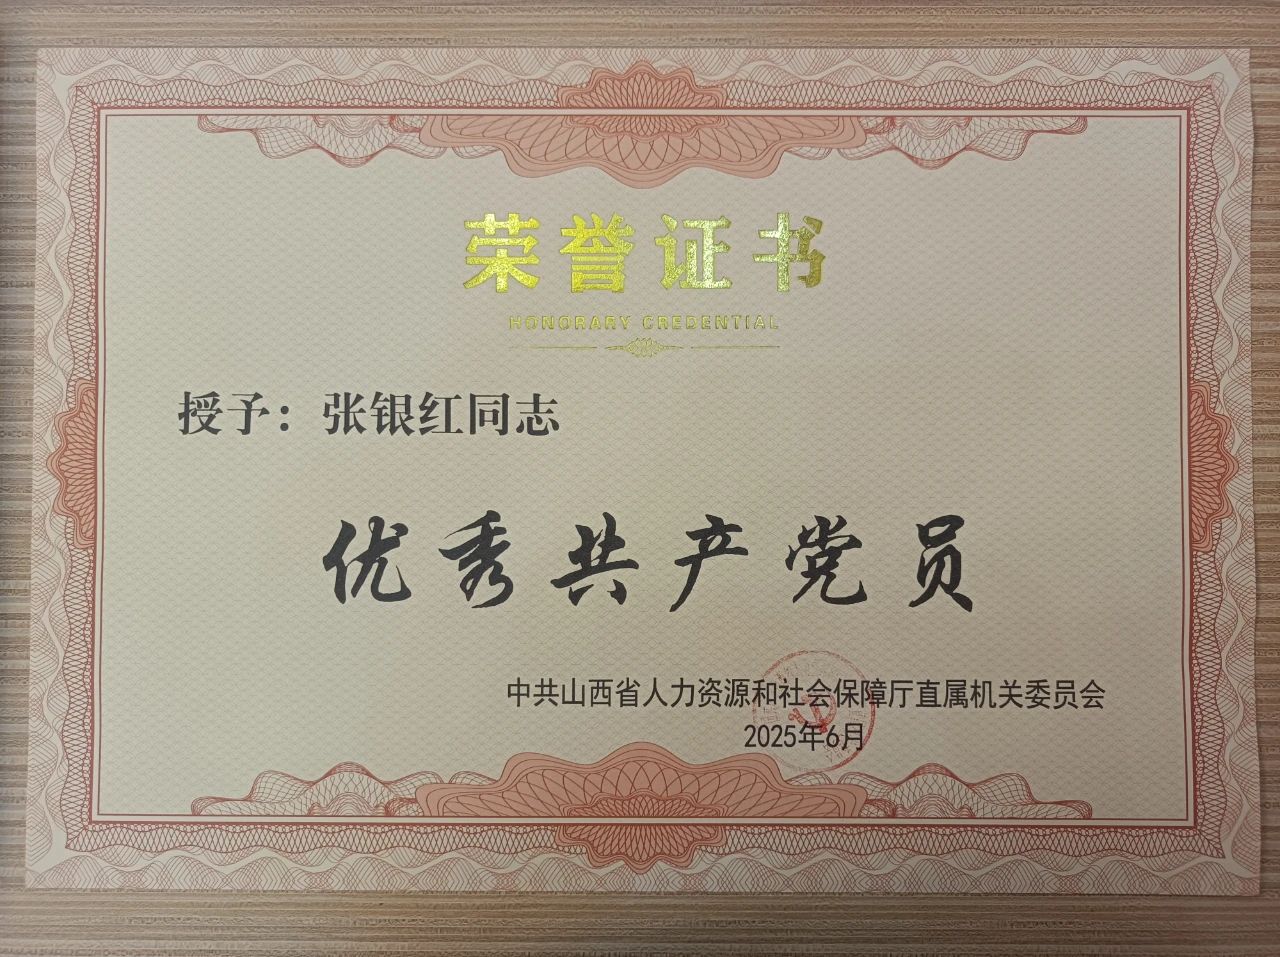 荣誉证书
HONORARY CREDENTIAL
授予：张银红同志
优秀共产党员
中共山西省人力资源和社会保障厅直属机关委员会
2025年6月